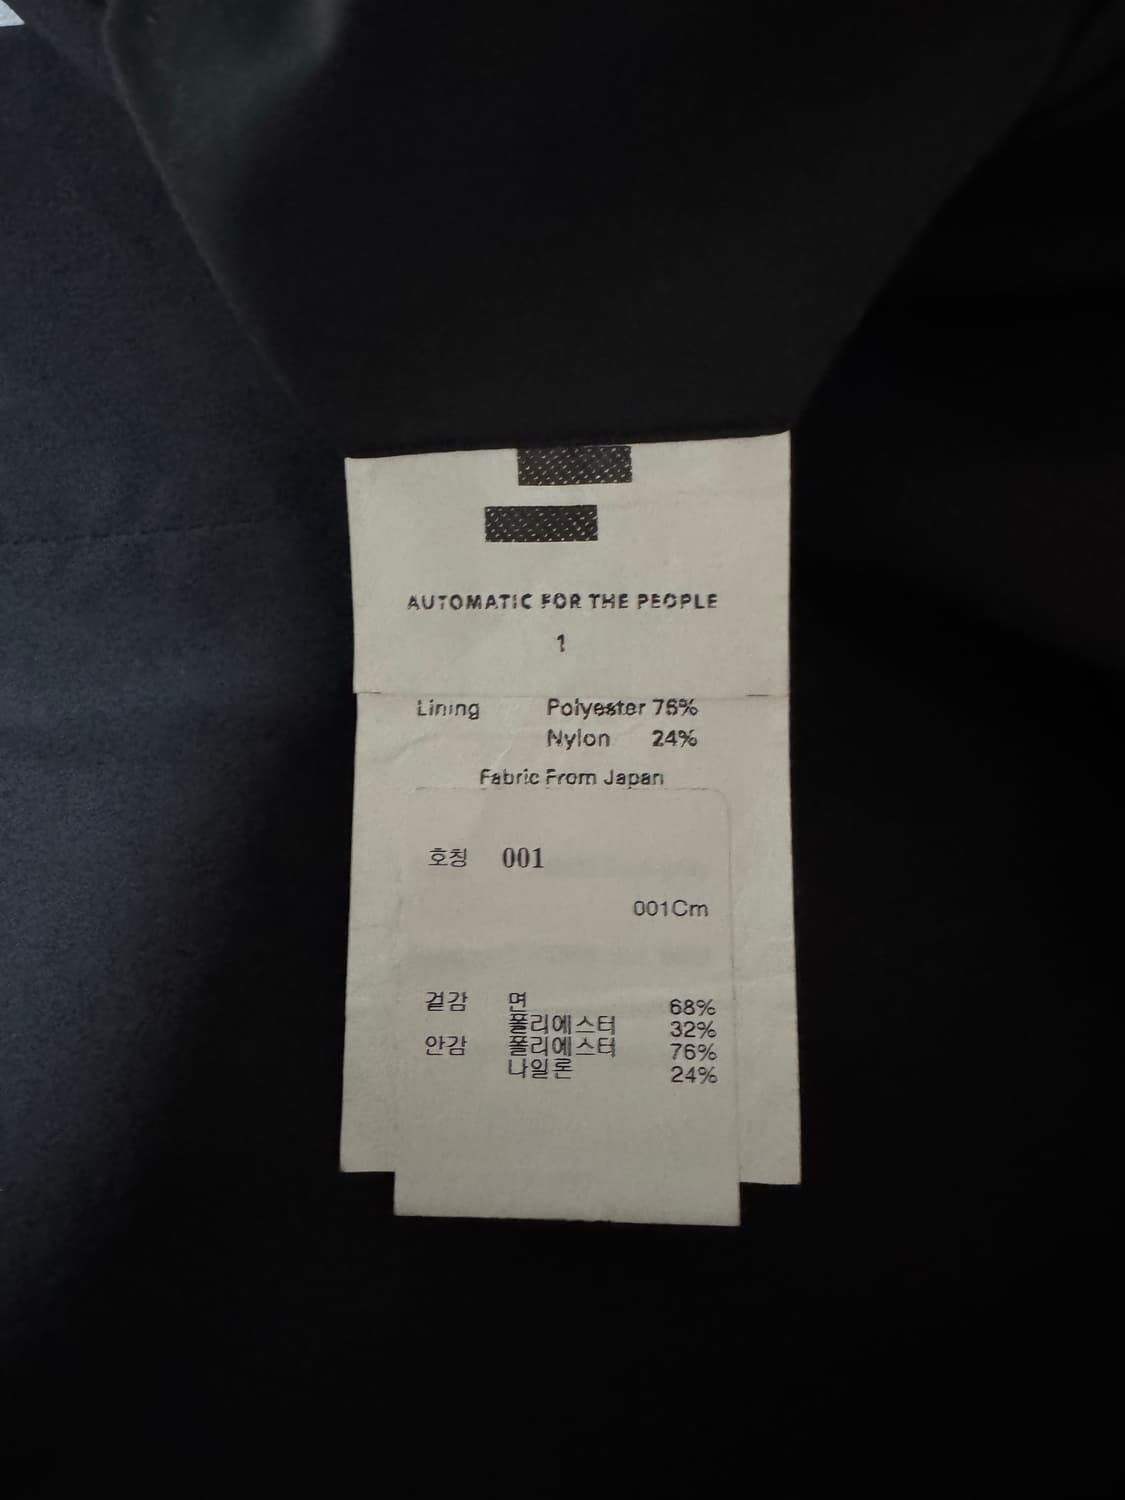 AUTOMATIC FOR THE PEOPLE
1
Lining Polyester 76%
Nylon 24%
Fabric From Japan
호칭 001
001Cm
겉감 면 68%
폴리에스터 32%
안감 폴리에스터 76%
나일론 24%